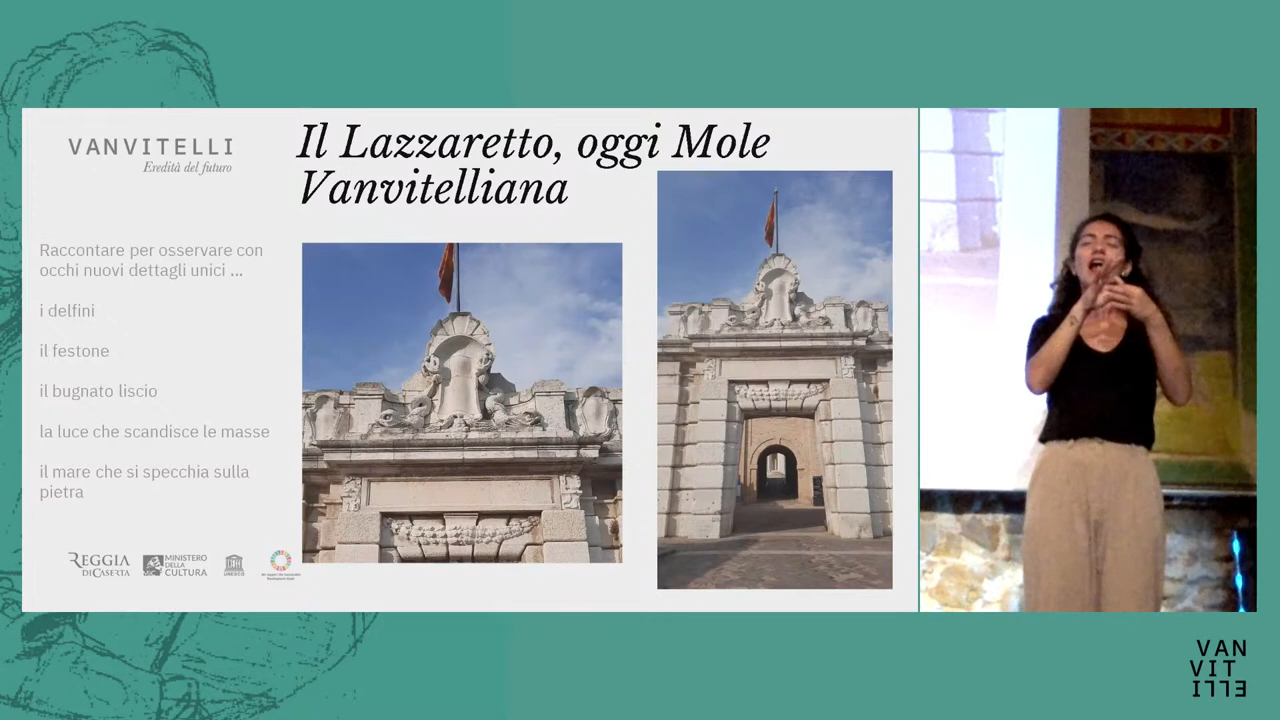 VANVITELLI
Eredità del futuro
Il Lazzaretto, oggi Mole
Vanvitelliana
Raccontare per osservare con
occhi nuovi dettagli unici ...
i delfini
il festone
il bugnato liscio
la luce che scandisce le masse
il mare che si specchia sulla
pietra
REGGIA
DI CASERTA
MINISTERO
DELLA
CULTURA
UNESCO
VAN
VIT
ELLI